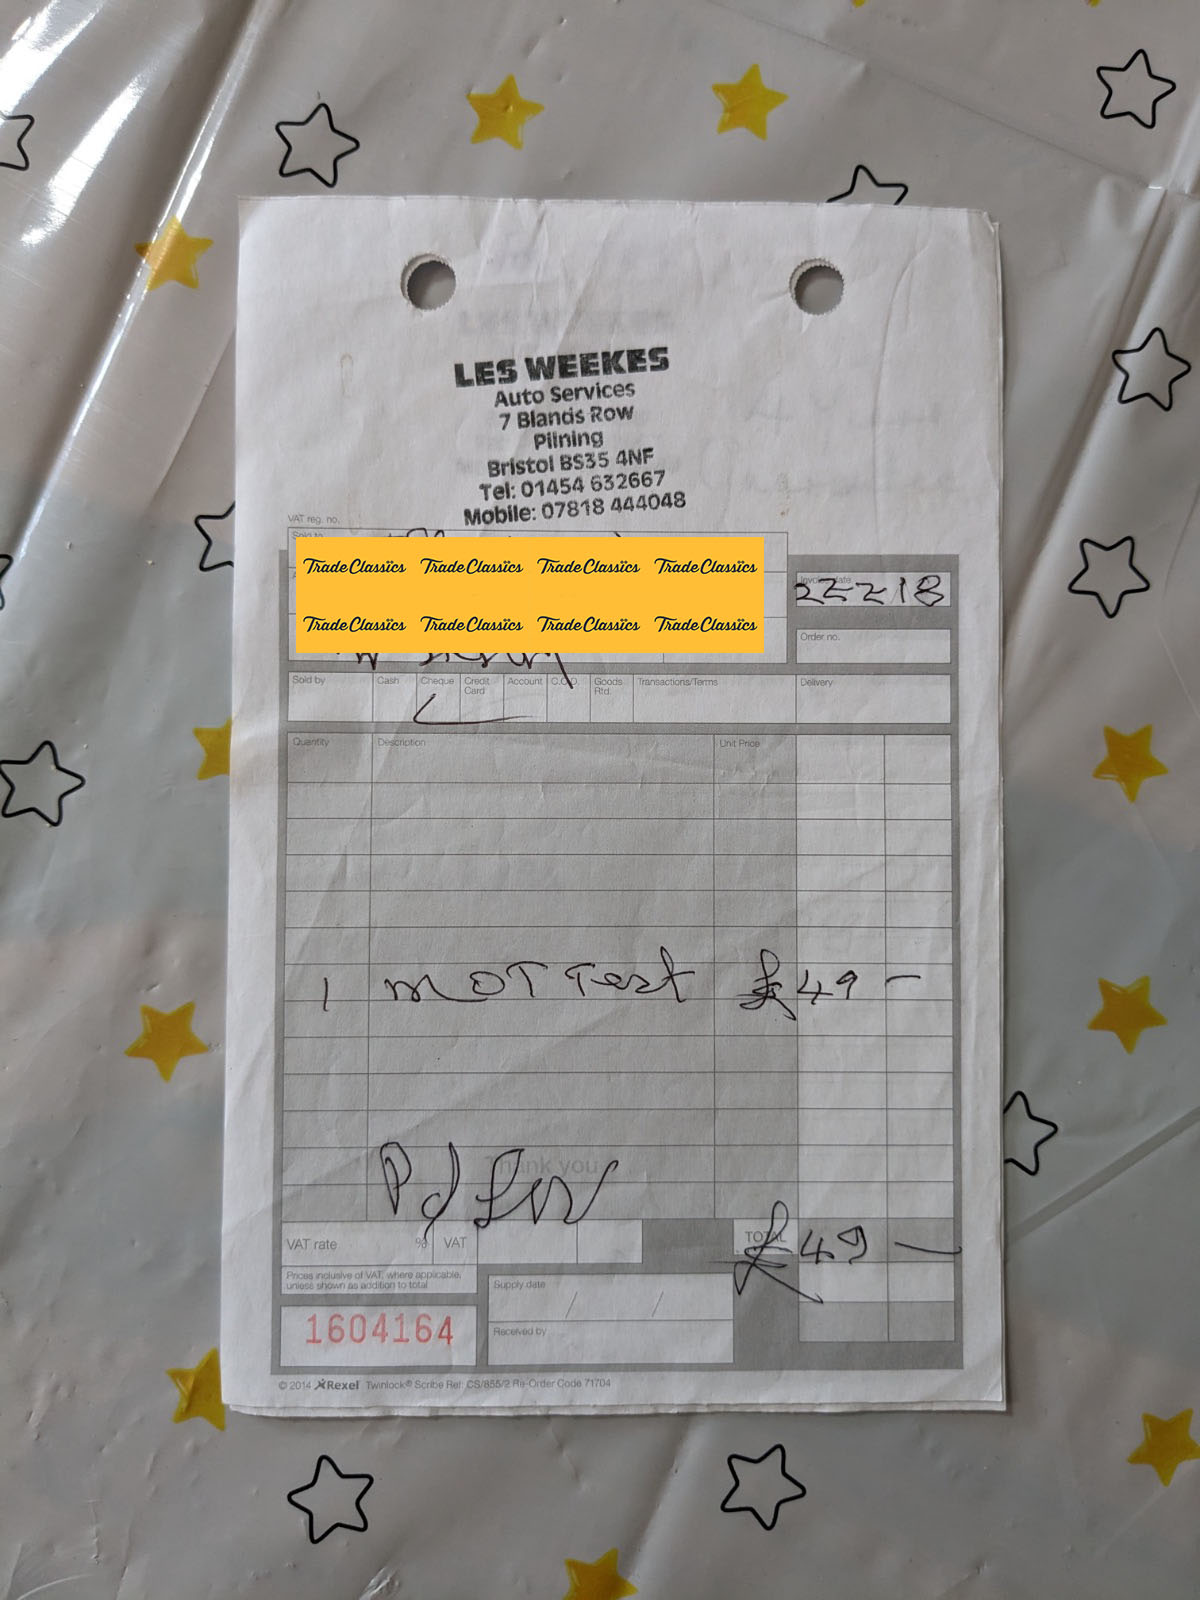 LES WEEKES
Auto Services
7 Blands Row
Pilning
Bristol BS35 4NF
Tel: 01454 632667
Mobile: 07818 444048
VAT reg. no.
Sold to
TradeClassics TradeClassics TradeClassics TradeClassics
TradeClassics TradeClassics TradeClassics TradeClassics
Invoice date
22 2 18
Order no.
Sold by Cash Cheque Credit Card Account C.O.D. Goods Rtd. Transactions/Terms Delivery
Quantity Description Unit Price
1 MOT Test £49 —
Pd
Thank you
VAT rate % VAT TOTAL £49 —
Prices inclusive of VAT, where applicable,
unless shown as addition to total
Supply date / /
Received by
1604164
© 2014 Rexel Twinlock® Scribe Ref: CS/855/2 Re-Order Code 71704